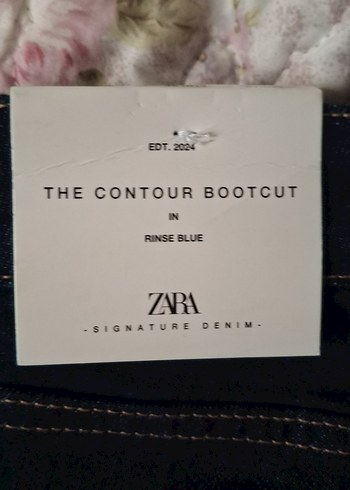 EDT. 2024
THE CONTOUR BOOTCUT
IN
RINSE BLUE
ZARA
-SIGNATURE DENIM-